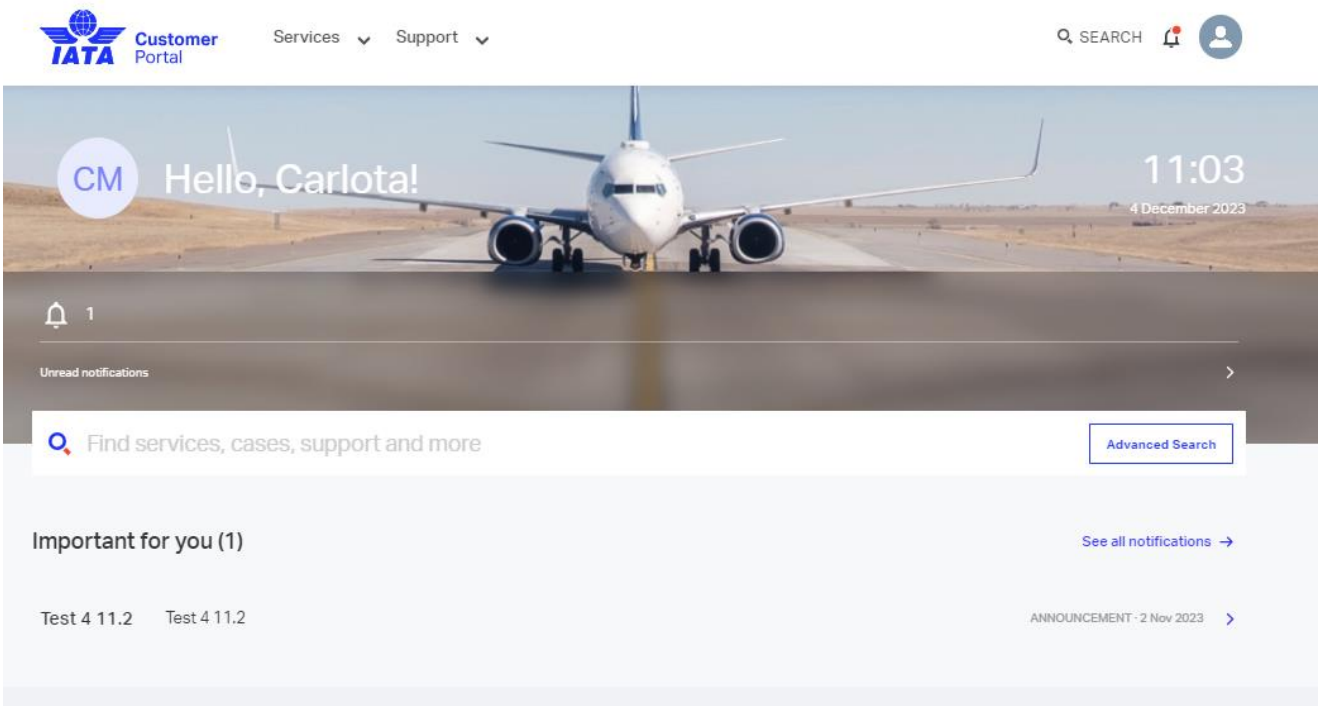 IATA
Customer
Portal
Services
Support
SEARCH
CM
Hello, Carlota!
11:03
4 December 2023
1
Unread notifications
Find services, cases, support and more
Advanced Search
Important for you (1)
See all notifications →
Test 4 11.2 Test 4 11.2
ANNOUNCEMENT · 2 Nov 2023